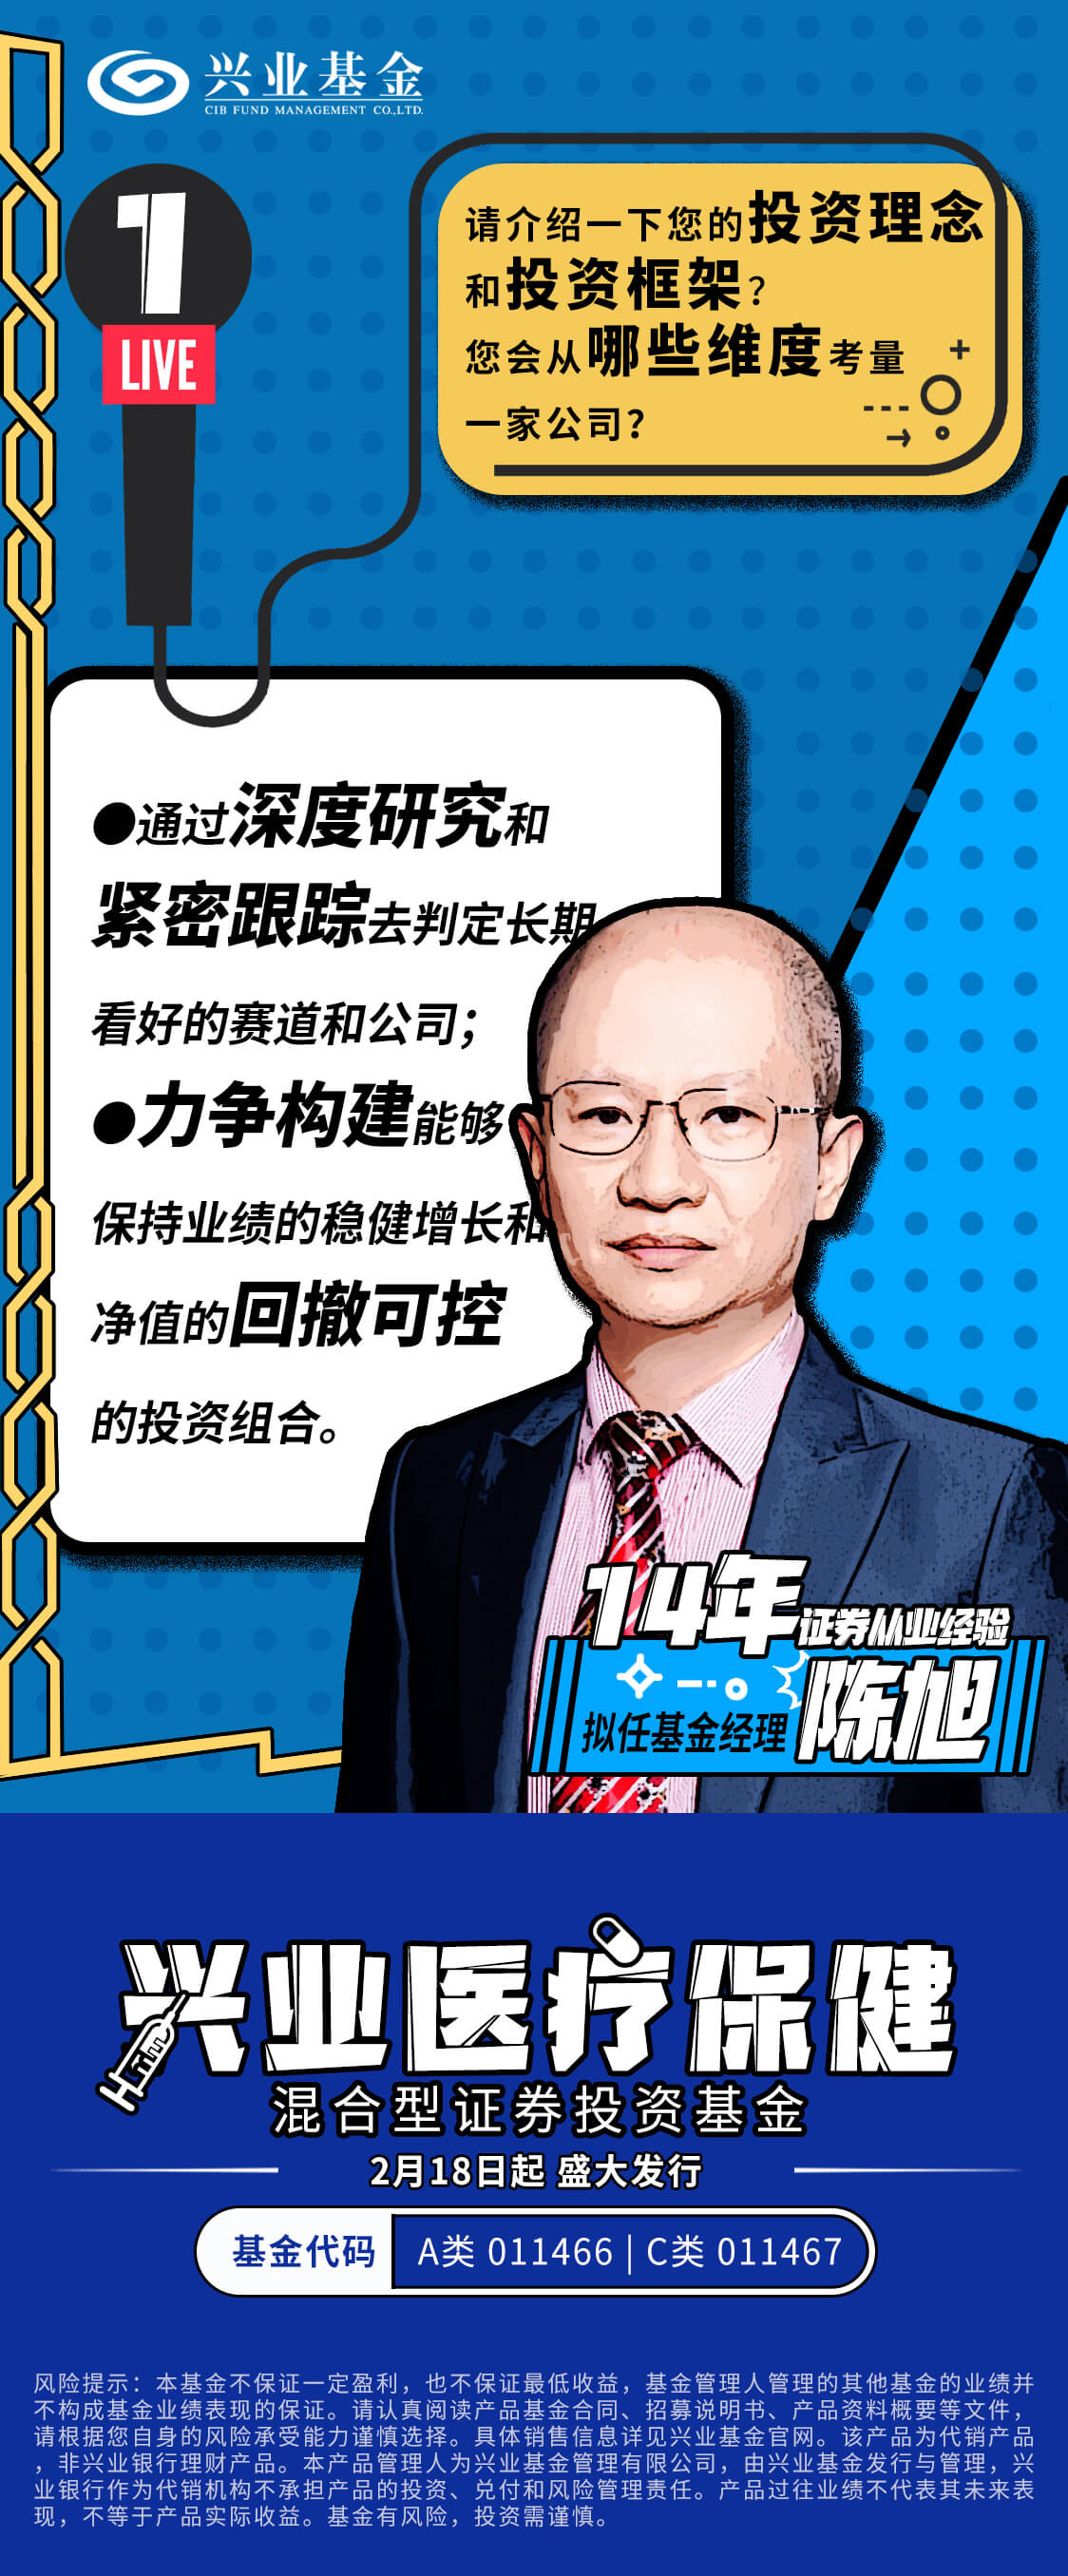 兴业基金
CIB FUND MANAGEMENT CO.,LTD.
1
LIVE
请介绍一下您的投资理念
和投资框架？
您会从哪些维度考量
一家公司？
●通过深度研究和
紧密跟踪去判定长期
看好的赛道和公司；
●力争构建能够
保持业绩的稳健增长和
净值的回撤可控
的投资组合。
14年证券从业经验
拟任基金经理 陈旭
兴业医疗保健
混合型证券投资基金
2月18日起 盛大发行
基金代码 A类 011466 | C类 011467
风险提示：本基金不保证一定盈利，也不保证最低收益，基金管理人管理的其他基金的业绩并
不构成基金业绩表现的保证。请认真阅读产品基金合同、招募说明书、产品资料概要等文件，
请根据您自身的风险承受能力谨慎选择。具体销售信息详见兴业基金官网。该产品为代销产品
，非兴业银行理财产品。本产品管理人为兴业基金管理有限公司，由兴业基金发行与管理，兴
业银行作为代销机构不承担产品的投资、兑付和风险管理责任。产品过往业绩不代表其未来表
现，不等于产品实际收益。基金有风险，投资需谨慎。